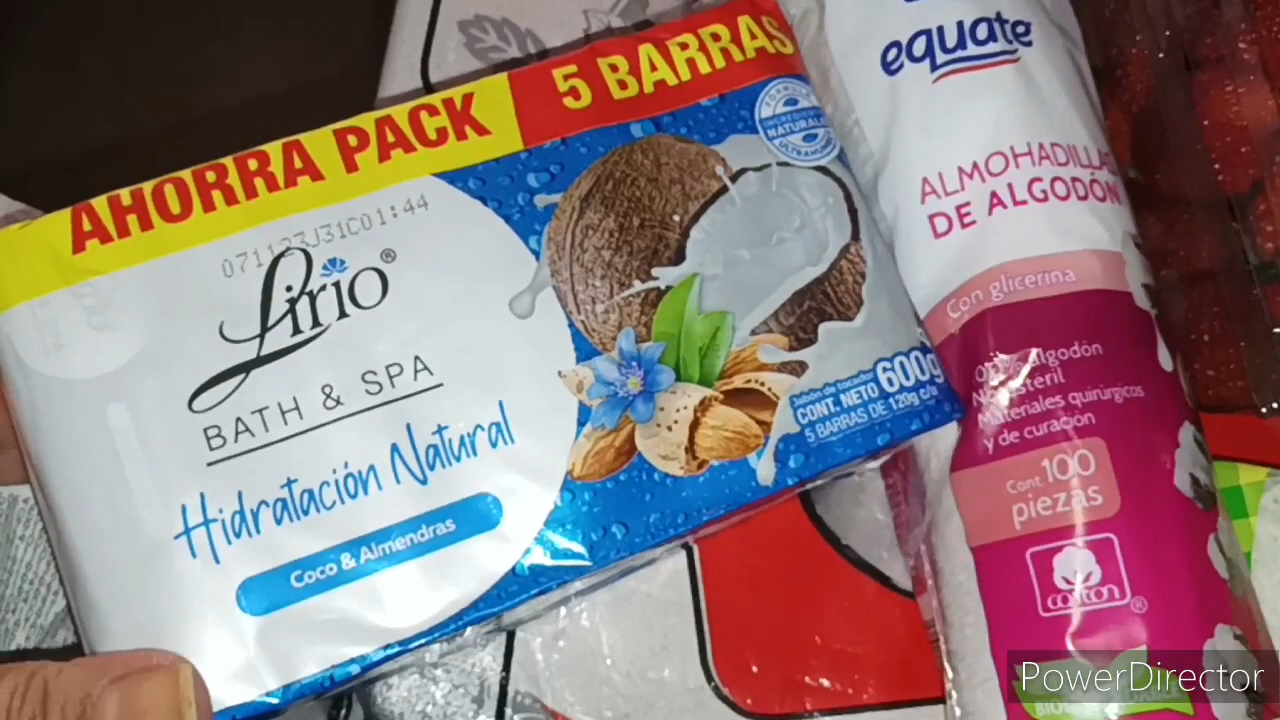 AHORRA PACK
5 BARRAS
071123J31C01:44
Lirio®
BATH & SPA
Hidratación Natural
Coco & Almendras
FÓRMULA
INGREDIENTES
NATURALES
Jabón de tocador
CONT. NETO 600g
5 BARRAS DE 120g c/u
equate
ALMOHADILLAS
DE ALGODÓN
Con glicerina
algodón
Materiales quirúrgicos
y de curación
Cont. 100
piezas
cotton®
PowerDirector